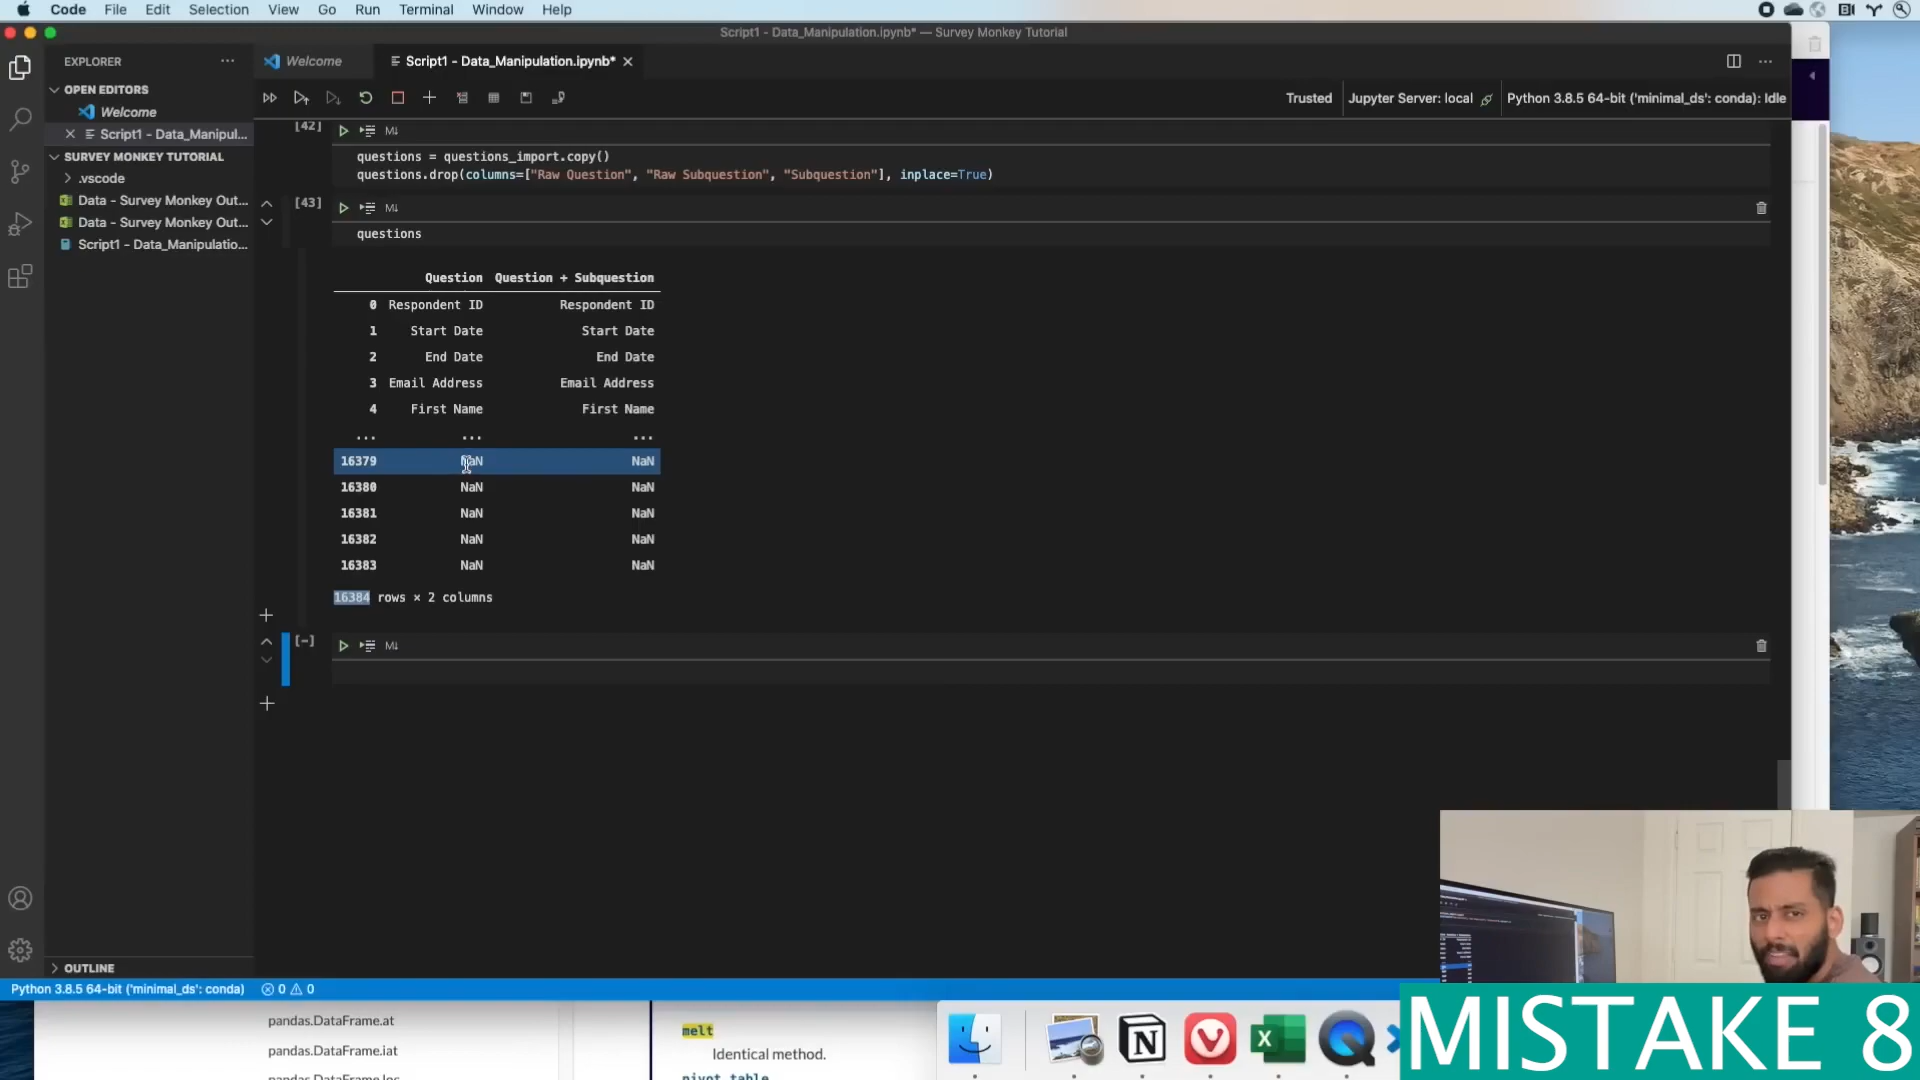 Code File Edit Selection View Go Run Terminal Window Help
Script1 - Data_Manipulation.ipynb* — Survey Monkey Tutorial
EXPLORER
Welcome
Script1 - Data_Manipulation.ipynb*
OPEN EDITORS
Welcome
Script1 - Data_Manipul...
SURVEY MONKEY TUTORIAL
.vscode
Data - Survey Monkey Out...
Data - Survey Monkey Out...
Script1 - Data_Manipulatio...
Trusted Jupyter Server: local Python 3.8.5 64-bit ('minimal_ds': conda): Idle
[42] M↓
questions = questions_import.copy()
questions.drop(columns=["Raw Question", "Raw Subquestion", "Subquestion"], inplace=True)
[43] M↓
questions
Question Question + Subquestion
0 Respondent ID Respondent ID
1 Start Date Start Date
2 End Date End Date
3 Email Address Email Address
4 First Name First Name
... ... ...
16379 NaN NaN
16380 NaN NaN
16381 NaN NaN
16382 NaN NaN
16383 NaN NaN
16384 rows × 2 columns
[-] M↓
OUTLINE
Python 3.8.5 64-bit ('minimal_ds': conda) 0 0
pandas.DataFrame.at
pandas.DataFrame.iat
pandas.DataFrame.loc
melt
Identical method.
pivot_table
MISTAKE 8